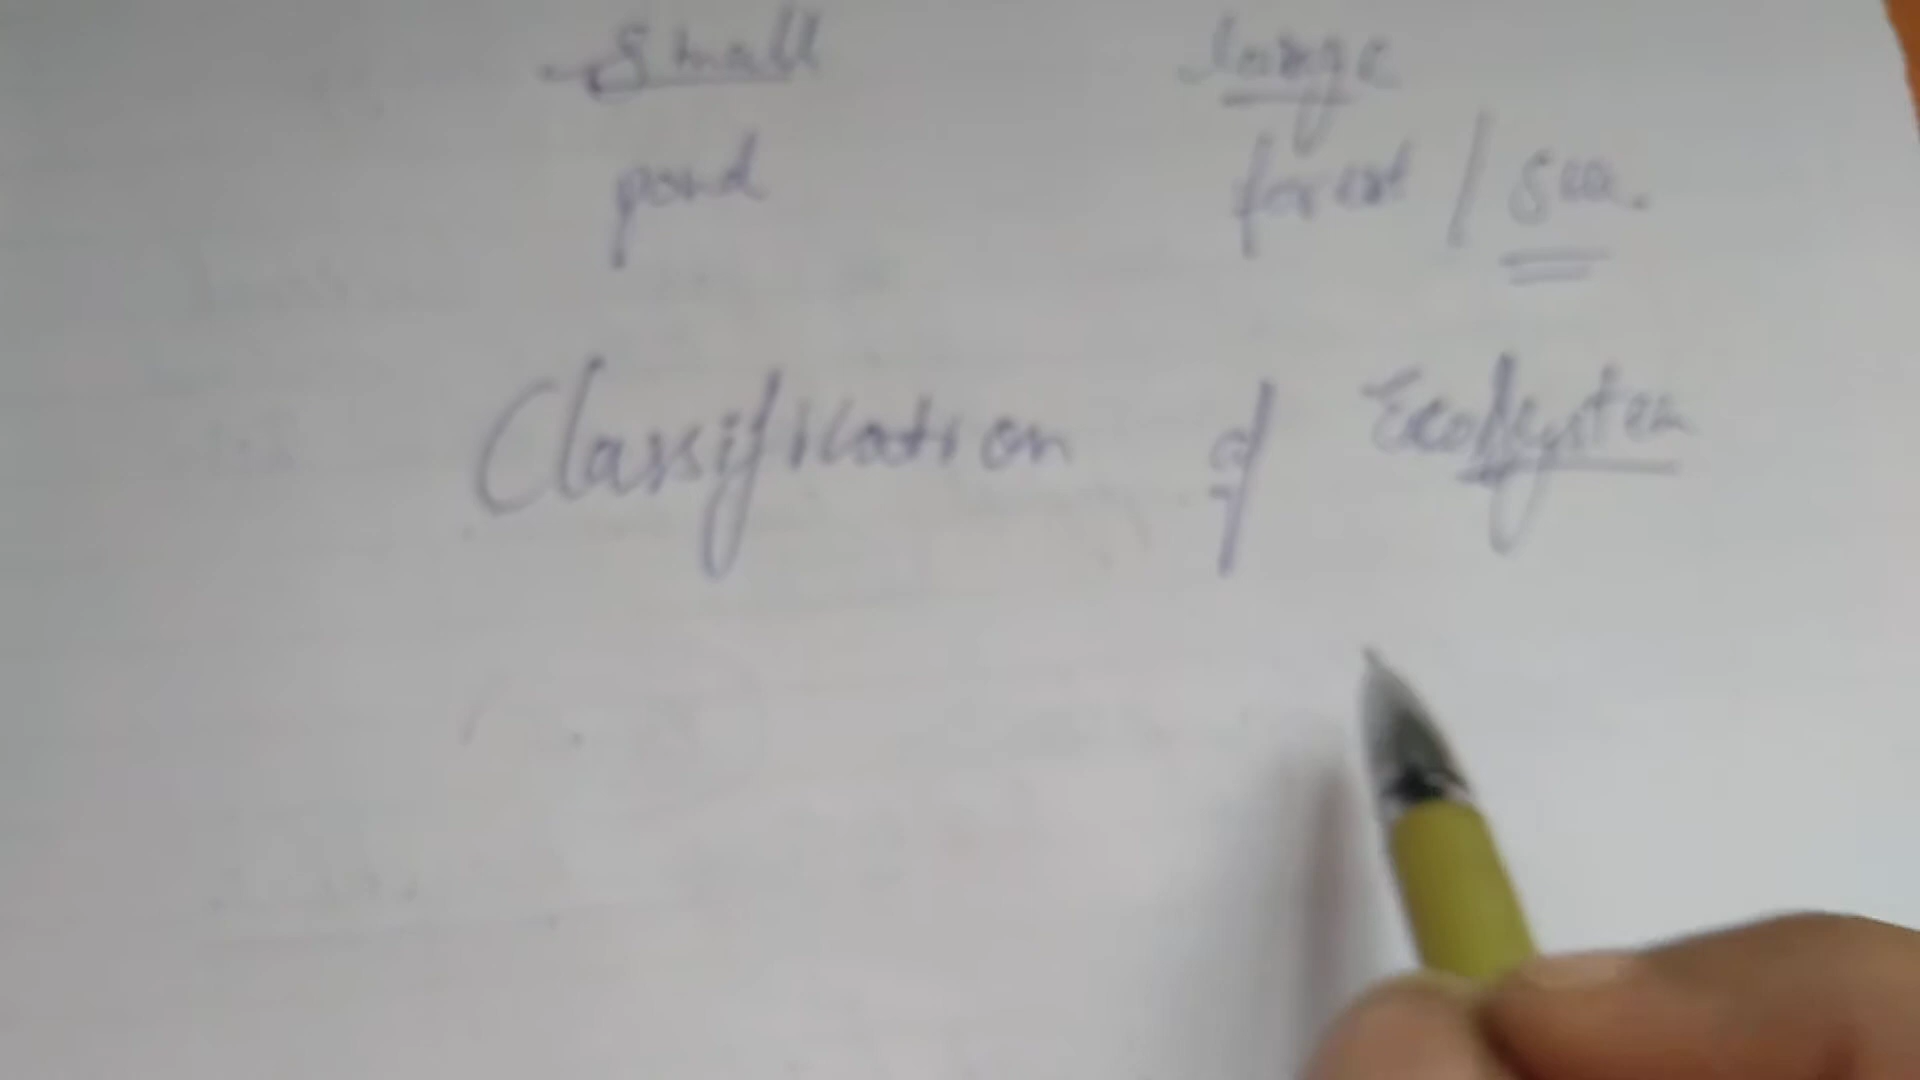 Small large
pond forest / sea.
Classification of Ecosystem